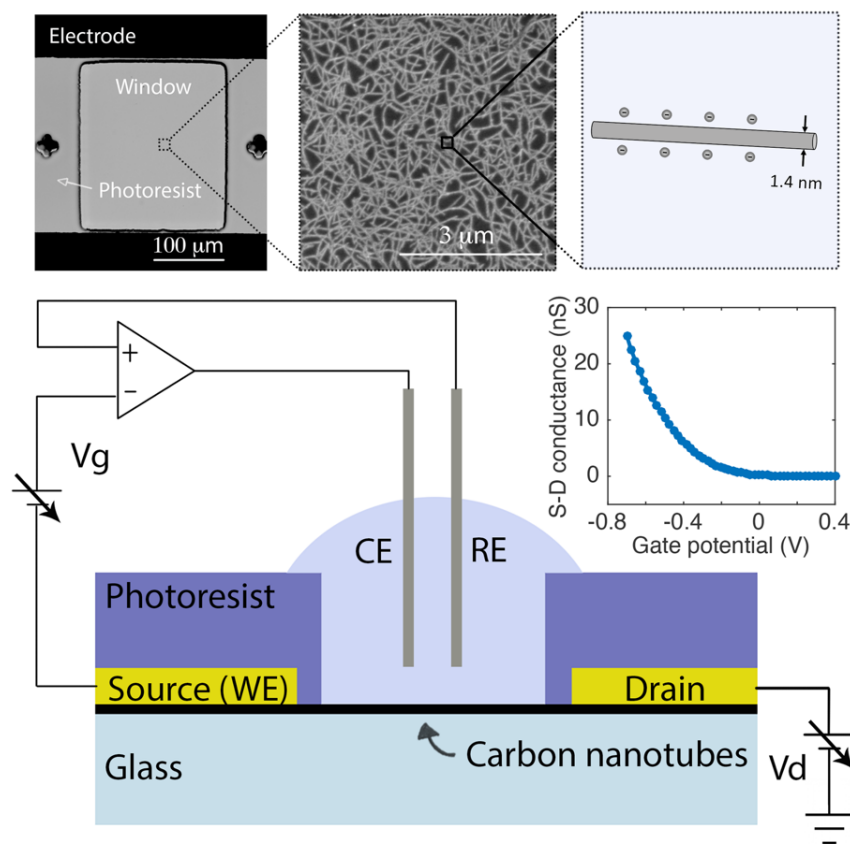 Electrode
Window
Photoresist
100 μm
3 μm
1.4 nm
+
−
Vg
CE
RE
Photoresist
Source (WE)
Drain
Carbon nanotubes
Glass
Vd
S-D conductance (nS)
30
20
10
0
-0.8 -0.4 0 0.4
Gate potential (V)